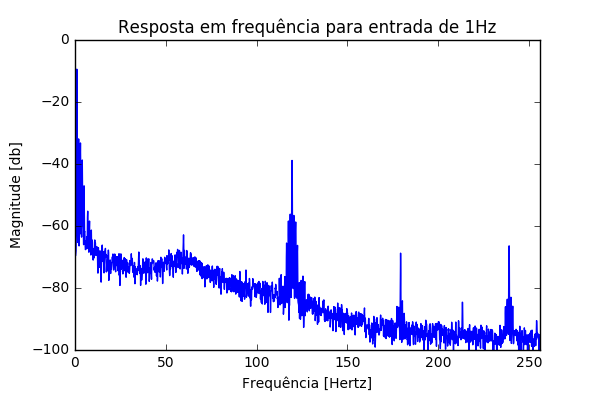 Resposta em frequência para entrada de 1Hz
0
−20
−40
−60
−80
−100
Magnitude [db]
0 50 100 150 200 250
Frequência [Hertz]